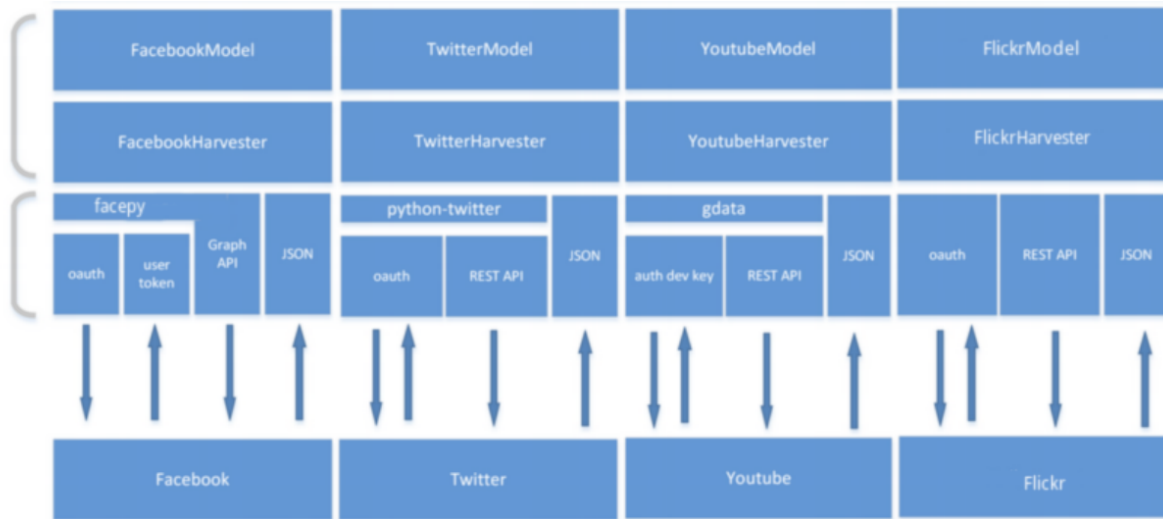 FacebookModel
TwitterModel
YoutubeModel
FlickrModel
FacebookHarvester
TwitterHarvester
YoutubeHarvester
FlickrHarvester
facepy
oauth
user
token
Graph
API
JSON
python-twitter
oauth
REST API
JSON
gdata
auth dev key
REST API
JSON
oauth
REST API
JSON
Facebook
Twitter
Youtube
Flickr